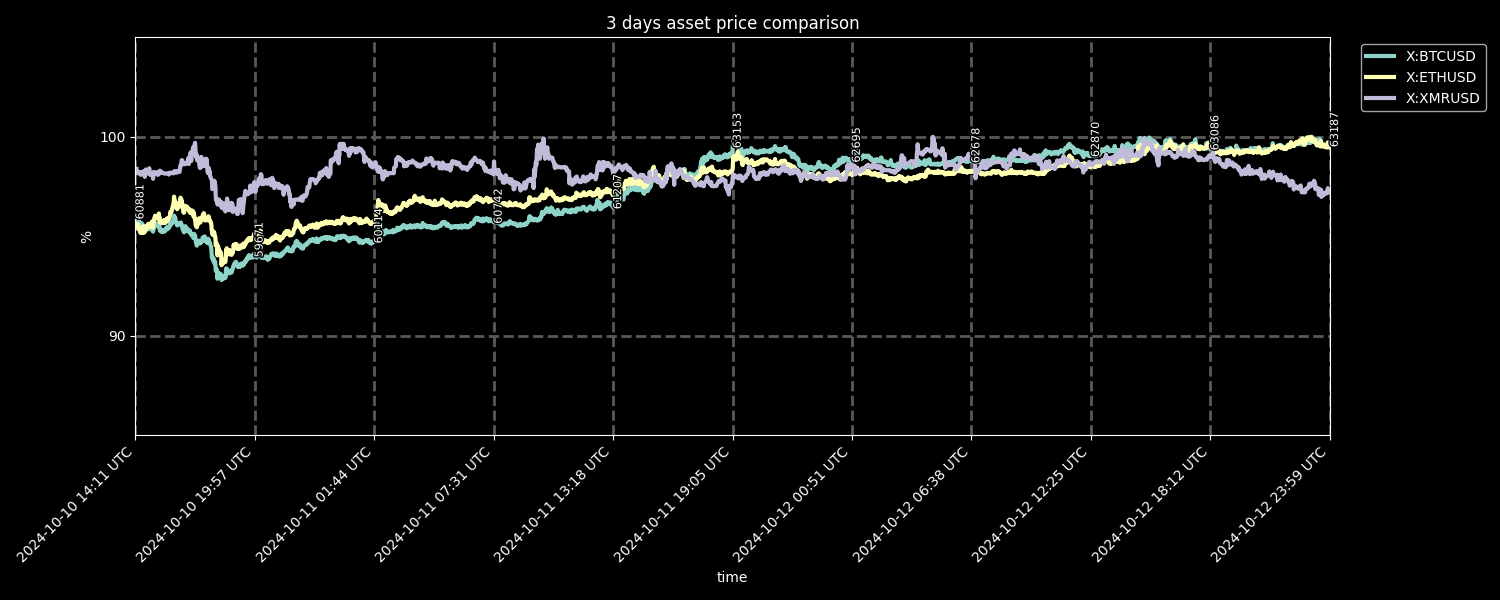 3 days asset price comparison
X:BTCUSD
X:ETHUSD
X:XMRUSD
100
90
%
60881
59671
60114
60742
61207
63153
62695
62678
62870
63086
63187
2024-10-10 14:11 UTC
2024-10-10 19:57 UTC
2024-10-11 01:44 UTC
2024-10-11 07:31 UTC
2024-10-11 13:18 UTC
2024-10-11 19:05 UTC
2024-10-12 00:51 UTC
2024-10-12 06:38 UTC
2024-10-12 12:25 UTC
2024-10-12 18:12 UTC
2024-10-12 23:59 UTC
time